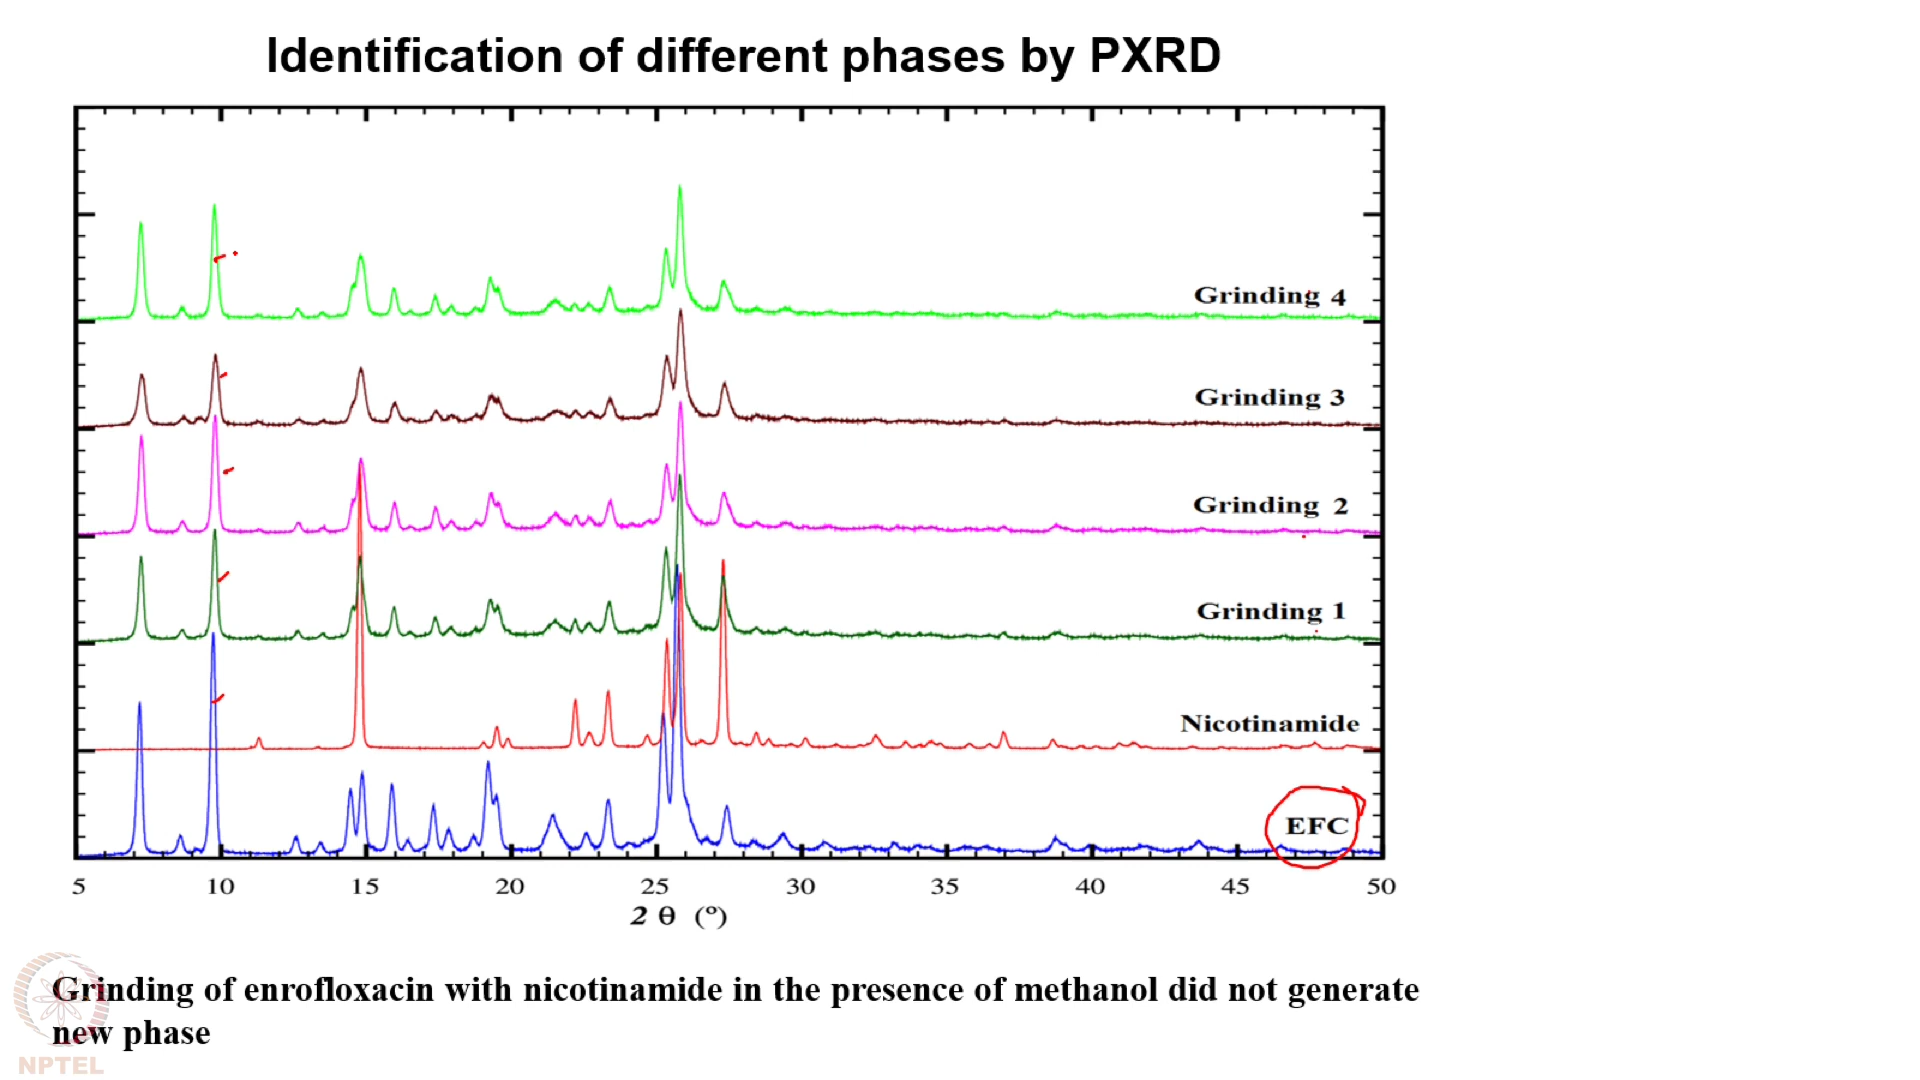 Identification of different phases by PXRD
Grinding 4
Grinding 3
Grinding 2
Grinding 1
Nicotinamide
EFC
5 10 15 20 25 30 35 40 45 50
2 θ (°)
Grinding of enrofloxacin with nicotinamide in the presence of methanol did not generate
new phase
NPTEL